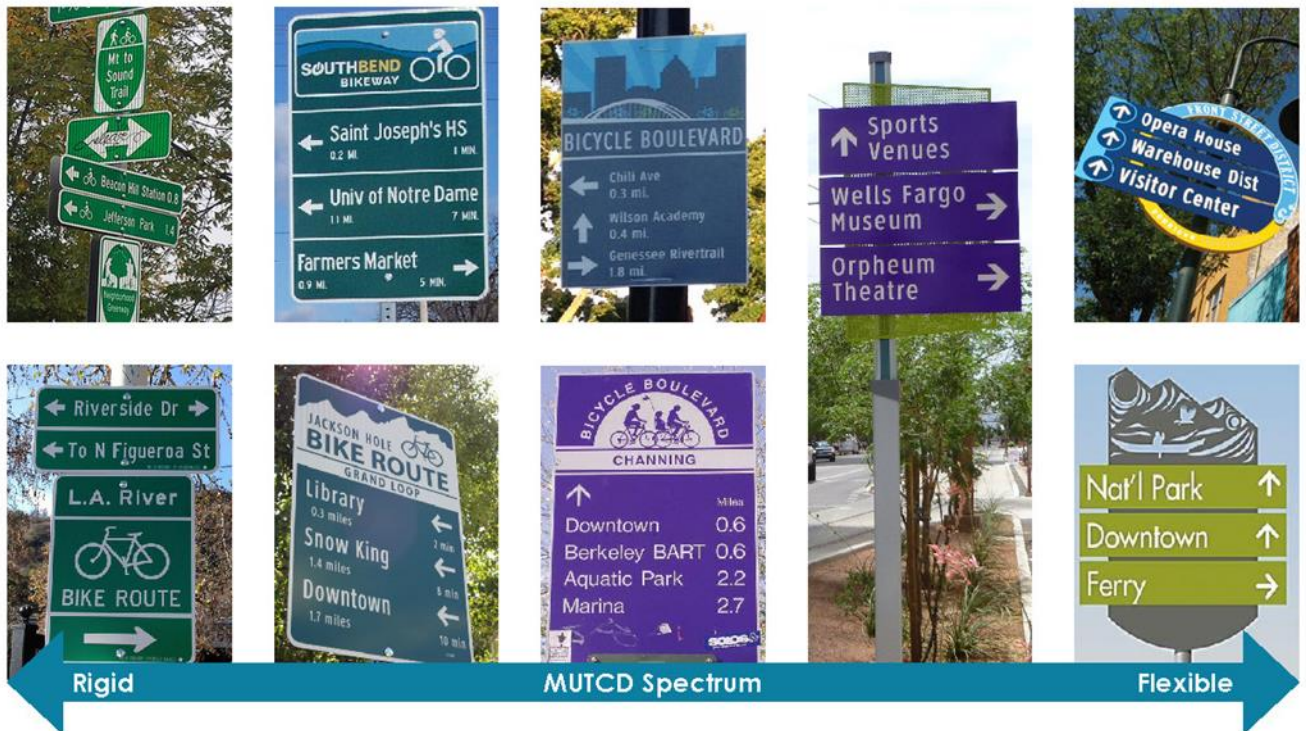 Mt to
Sound
Trail
Beacon Hill Station 0.8
Jefferson Park 1.4
Neighborhood
Greenway
SOUTHBEND
BIKEWAY
Saint Joseph's HS
0.2 MI. 1 MIN.
Univ of Notre Dame
1.1 MI. 7 MIN.
Farmers Market
0.9 MI. 5 MIN.
BICYCLE BOULEVARD
Chili Ave
0.3 mi.
Wilson Academy
0.4 mi.
Genessee Rivertrail
1.8 mi.
Sports
Venues
Wells Fargo
Museum
Orpheum
Theatre
FRONT STREET DISTRICT
Opera House
Warehouse Dist
Visitor Center
Riverside Dr
To N Figueroa St
L.A. River
BIKE ROUTE
JACKSON HOLE
BIKE ROUTE
GRAND LOOP
Library
0.3 miles 2 min
Snow King
1.4 miles 8 min
Downtown
1.7 miles 10 min
BICYCLE BOULEVARD
CHANNING
Miles
Downtown 0.6
Berkeley BART 0.6
Aquatic Park 2.2
Marina 2.7
Nat'l Park
Downtown
Ferry
Rigid MUTCD Spectrum Flexible